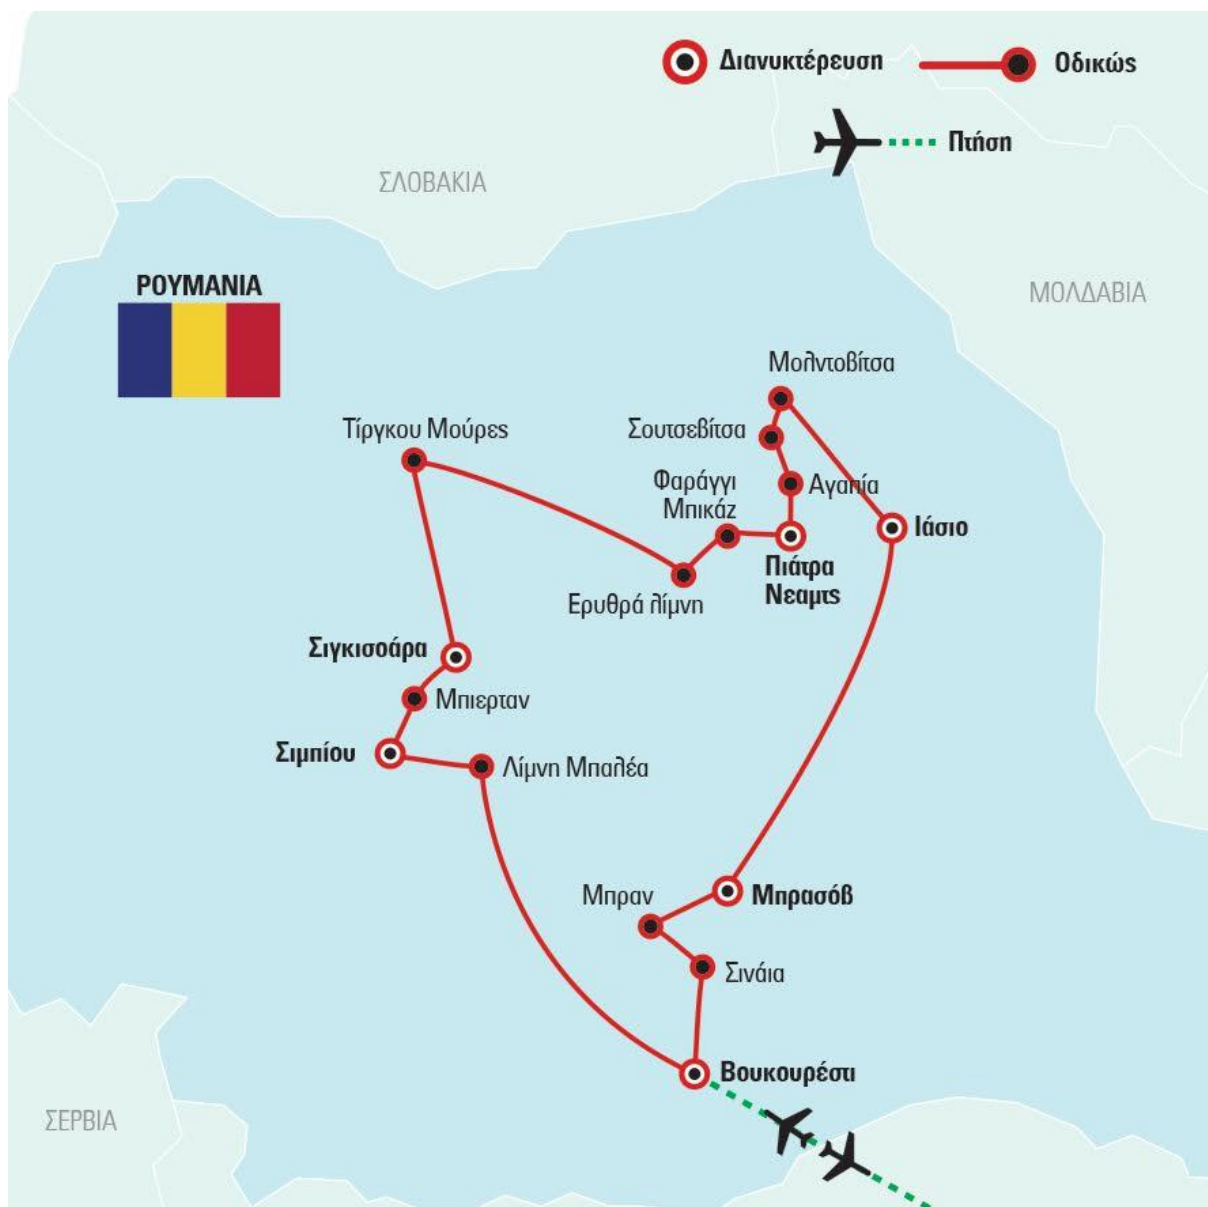 Διανυκτέρευση
Οδικώς
Πτήση
ΣΛΟΒΑΚΙΑ
ΡΟΥΜΑΝΙΑ
ΜΟΛΔΑΒΙΑ
Μολντοβίτσα
Τίργκου Μούρες
Σουτσεβίτσα
Φαράγγι
Μπικάζ
Αγαπία
Ιάσιο
Πιάτρα
Νεαμτς
Ερυθρά λίμνη
Σιγκισοάρα
Μπιερταν
Σιμπίου
Λίμνη Μπαλέα
Μπραν
Μπρασόβ
Σινάια
Βουκουρέστι
ΣΕΡΒΙΑ